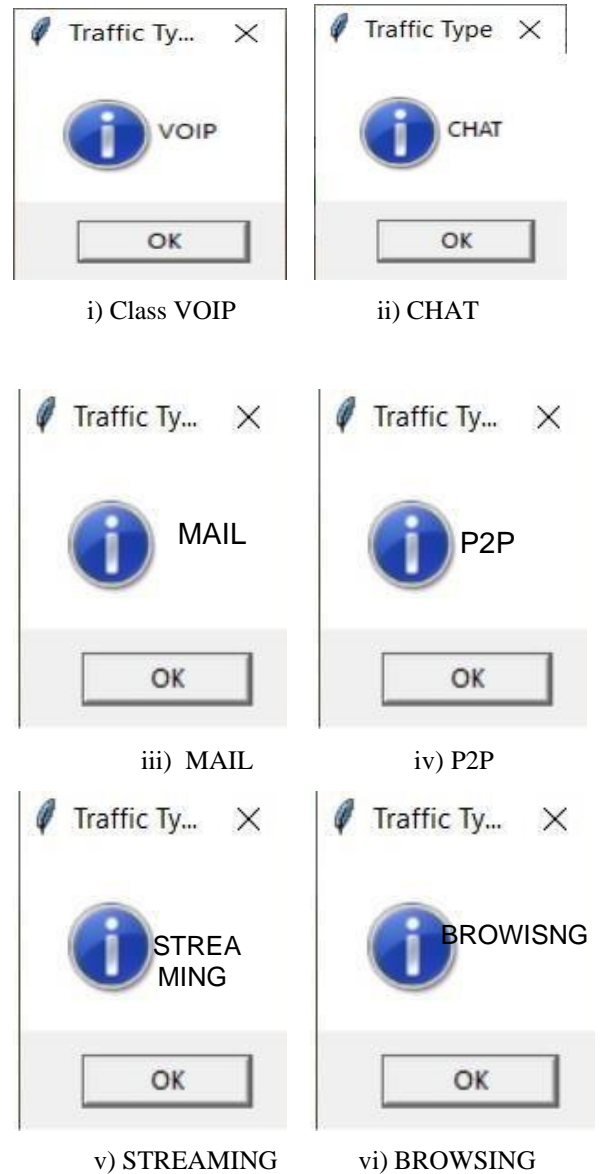 Traffic Ty...
VOIP
OK
i) Class VOIP
Traffic Type
CHAT
OK
ii) CHAT
Traffic Ty...
MAIL
OK
iii) MAIL
Traffic Ty...
P2P
OK
iv) P2P
Traffic Ty...
STREA
MING
OK
v) STREAMING
Traffic Ty...
BROWISNG
OK
vi) BROWSING